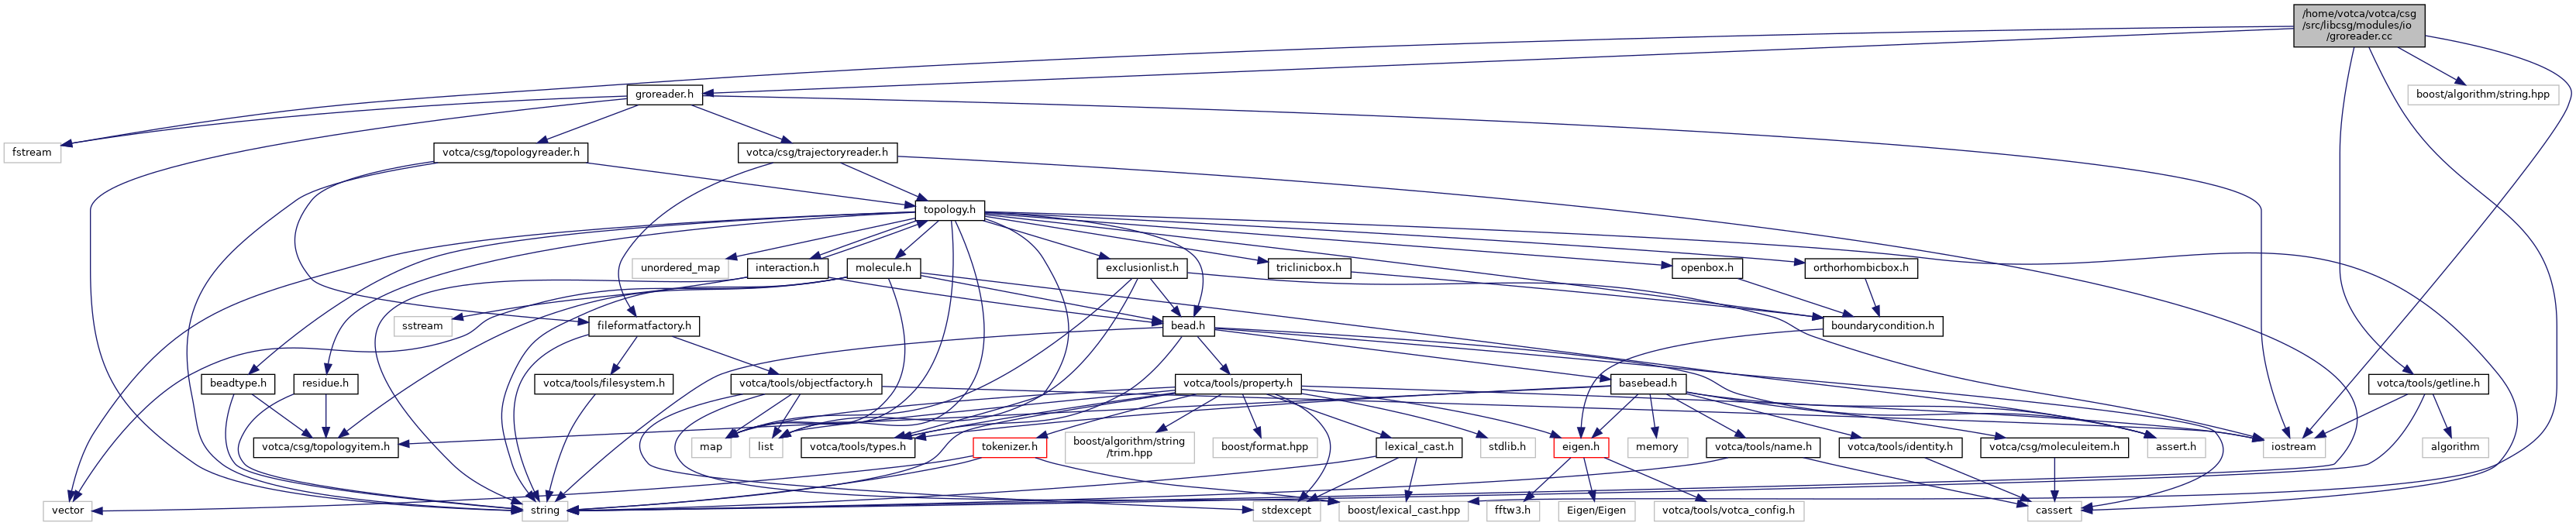 /home/votca/votca/csg
/src/libcsg/modules/io
/groreader.cc
groreader.h
boost/algorithm/string.hpp
fstream
votca/csg/topologyreader.h
votca/csg/trajectoryreader.h
topology.h
unordered_map
interaction.h
molecule.h
exclusionlist.h
triclinicbox.h
openbox.h
orthorhombicbox.h
sstream
fileformatfactory.h
bead.h
boundarycondition.h
beadtype.h
residue.h
votca/tools/filesystem.h
votca/tools/objectfactory.h
votca/tools/property.h
basebead.h
votca/tools/getline.h
votca/csg/topologyitem.h
map
list
votca/tools/types.h
tokenizer.h
boost/algorithm/string
/trim.hpp
boost/format.hpp
lexical_cast.h
stdlib.h
eigen.h
memory
votca/tools/name.h
votca/tools/identity.h
votca/csg/moleculeitem.h
assert.h
iostream
algorithm
vector
string
stdexcept
boost/lexical_cast.hpp
fftw3.h
Eigen/Eigen
votca/tools/votca_config.h
cassert